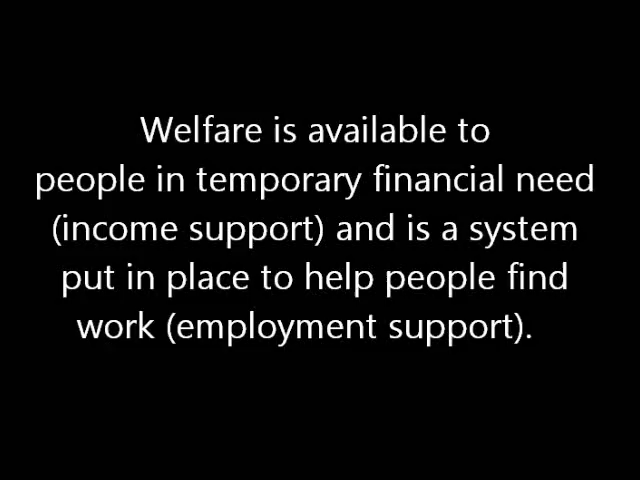 Welfare is available to
people in temporary financial need
(income support) and is a system
put in place to help people find
work (employment support).